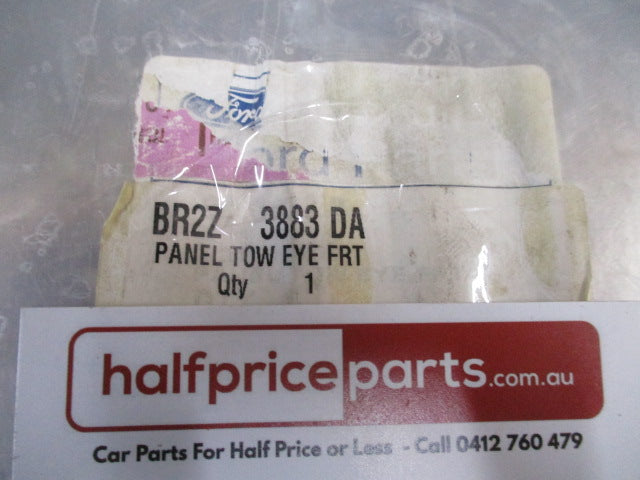 Ford
BR2Z 3883 DA
PANEL TOW EYE FRT
Qty 1
halfpriceparts.com.au
Car Parts For Half Price or Less - Call 0412 760 479